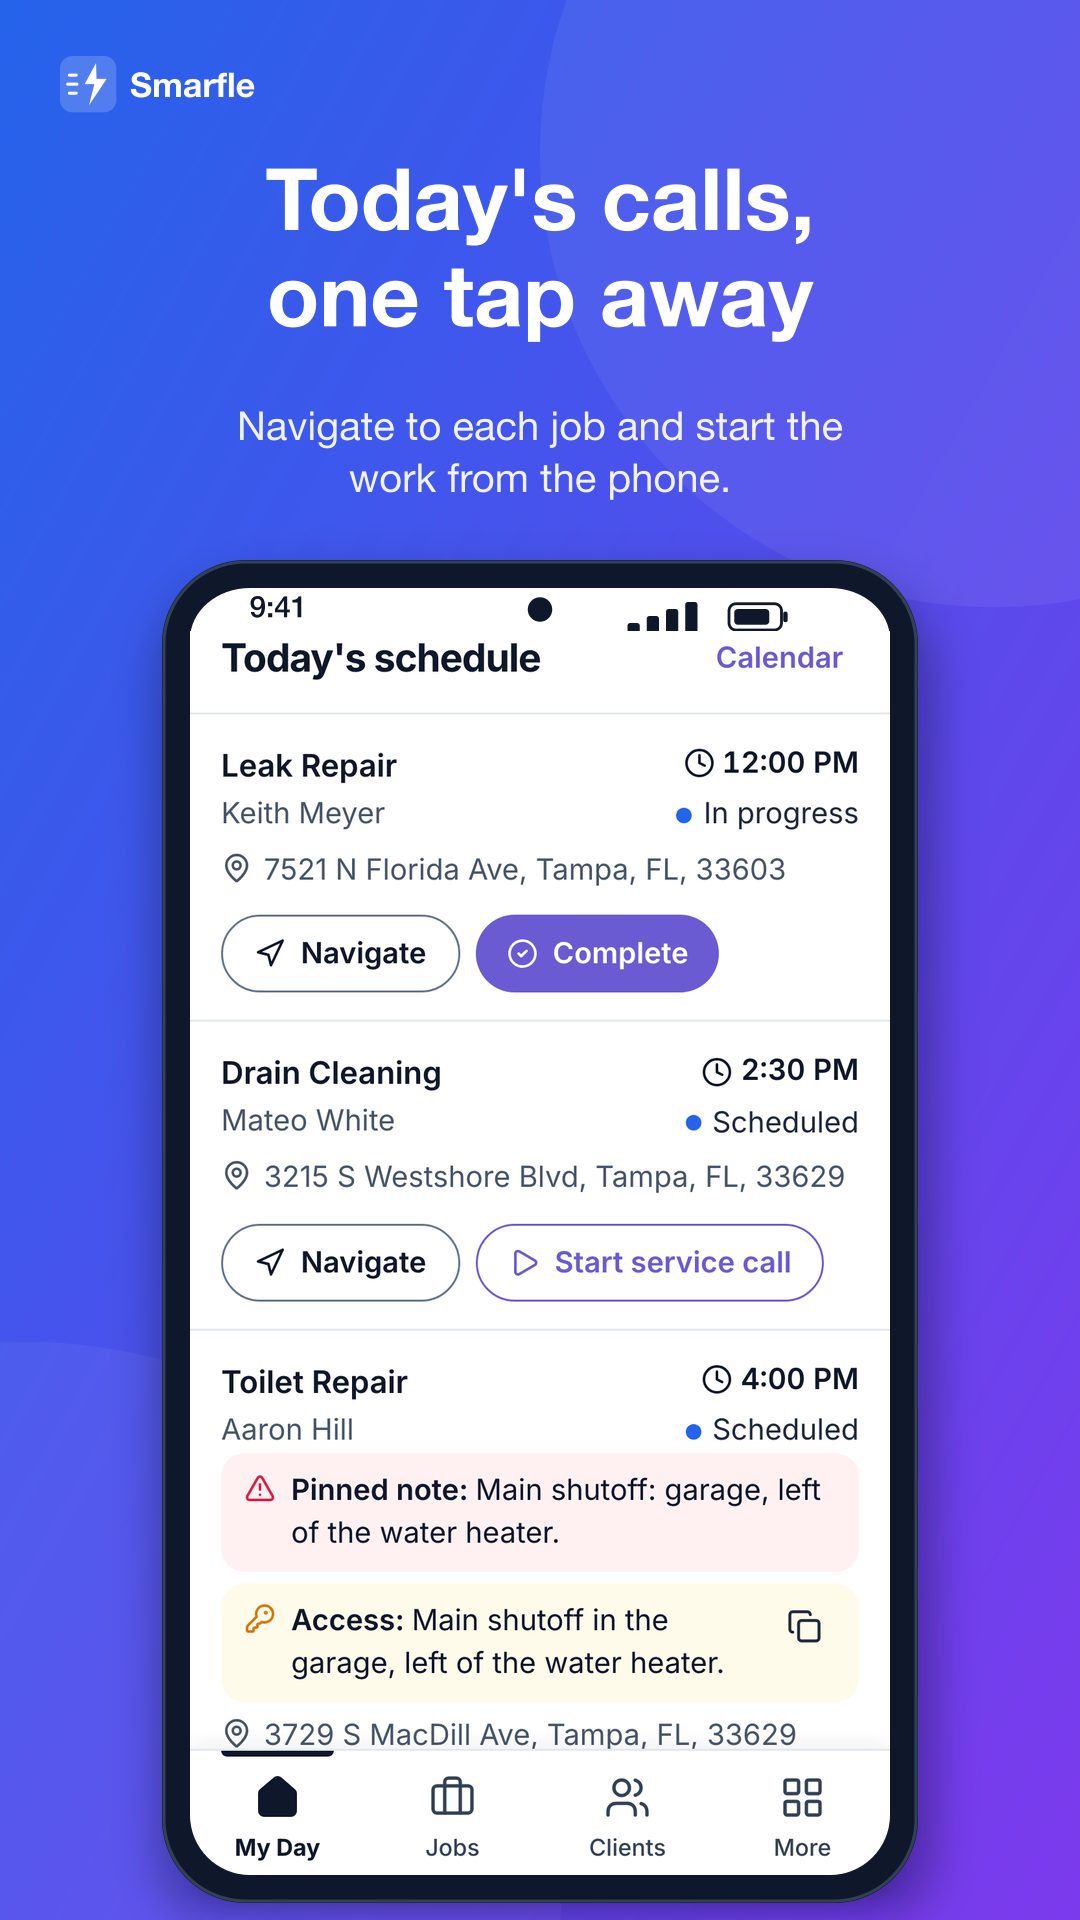 Smarfle
Today's calls,
one tap away
Navigate to each job and start the
work from the phone.
9:41
Today's schedule
Calendar
Leak Repair
12:00 PM
Keith Meyer
In progress
7521 N Florida Ave, Tampa, FL, 33603
Navigate
Complete
Drain Cleaning
2:30 PM
Mateo White
Scheduled
3215 S Westshore Blvd, Tampa, FL, 33629
Navigate
Start service call
Toilet Repair
4:00 PM
Aaron Hill
Scheduled
Pinned note: Main shutoff: garage, left
of the water heater.
Access: Main shutoff in the
garage, left of the water heater.
3729 S MacDill Ave, Tampa, FL, 33629
My Day
Jobs
Clients
More